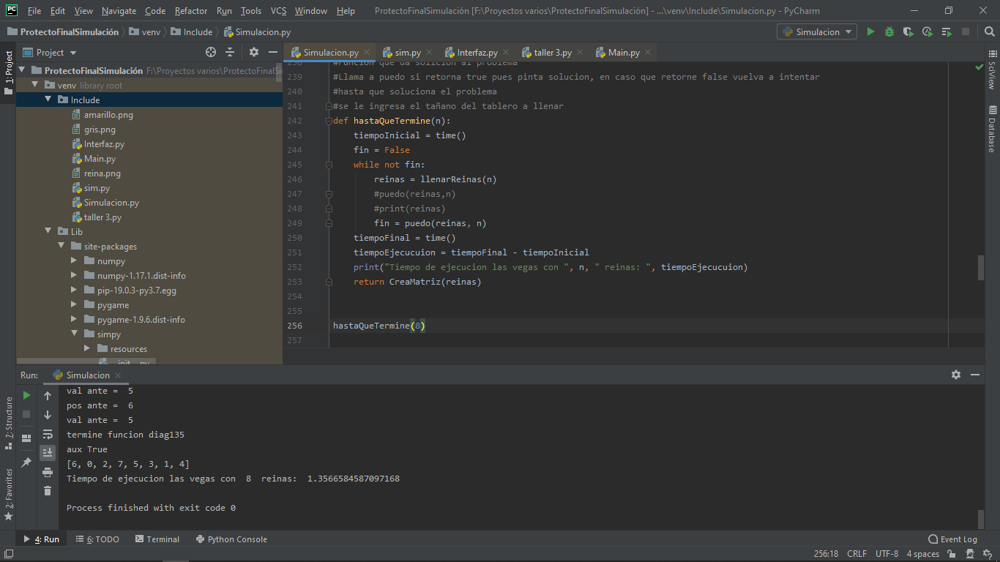 File Edit View Navigate Code Refactor Run Tools VCS Window Help ProtectoFinalSimulación [F:\Proyectos varios\ProtectoFinalSimulación] - ...\venv\Include\Simulacion.py - PyCharm
ProtectoFinalSimulación venv Include Simulacion.py Simulacion
1: Project
Project
ProtectoFinalSimulación F:\Proyectos varios\ProtectoFinalSi
venv library root
Include
amarillo.png
gris.png
Interfaz.py
Main.py
reina.png
sim.py
Simulacion.py
taller 3.py
Lib
site-packages
numpy
numpy-1.17.1.dist-info
pip-19.0.3-py3.7.egg
pygame
pygame-1.9.6.dist-info
simpy
resources
__init__.py
Simulacion.py sim.py Interfaz.py taller 3.py Main.py
238 #Funcion que da solicion al problema
239 #Llama a puedo si retorna true pues pinta solucion, en caso que retorne false vuelva a intentar
240 #hasta que soluciona el problema
241 #se le ingresa el tañano del tablero a llenar
242 def hastaQueTermine(n):
243 tiempoInicial = time()
244 fin = False
245 while not fin:
246 reinas = llenarReinas(n)
247 #puedo(reinas,n)
248 #print(reinas)
249 fin = puedo(reinas, n)
250 tiempoFinal = time()
251 tiempoEjecucuion = tiempoFinal - tiempoInicial
252 print("Tiempo de ejecucion las vegas con ", n, " reinas: ", tiempoEjecucuion)
253 return CreaMatriz(reinas)
254
255
256 hastaQueTermine(8)
257
SciView
Database
Run: Simulacion
val ante =  5
pos ante =  6
val ante =  5
termine funcion diag135
aux True
[6, 0, 2, 7, 5, 3, 1, 4]
Tiempo de ejecucion las vegas con  8  reinas:  1.3566584587097168
Process finished with exit code 0
7: Structure
2: Favorites
4: Run 6: TODO Terminal Python Console Event Log
256:18 CRLF UTF-8 4 spaces